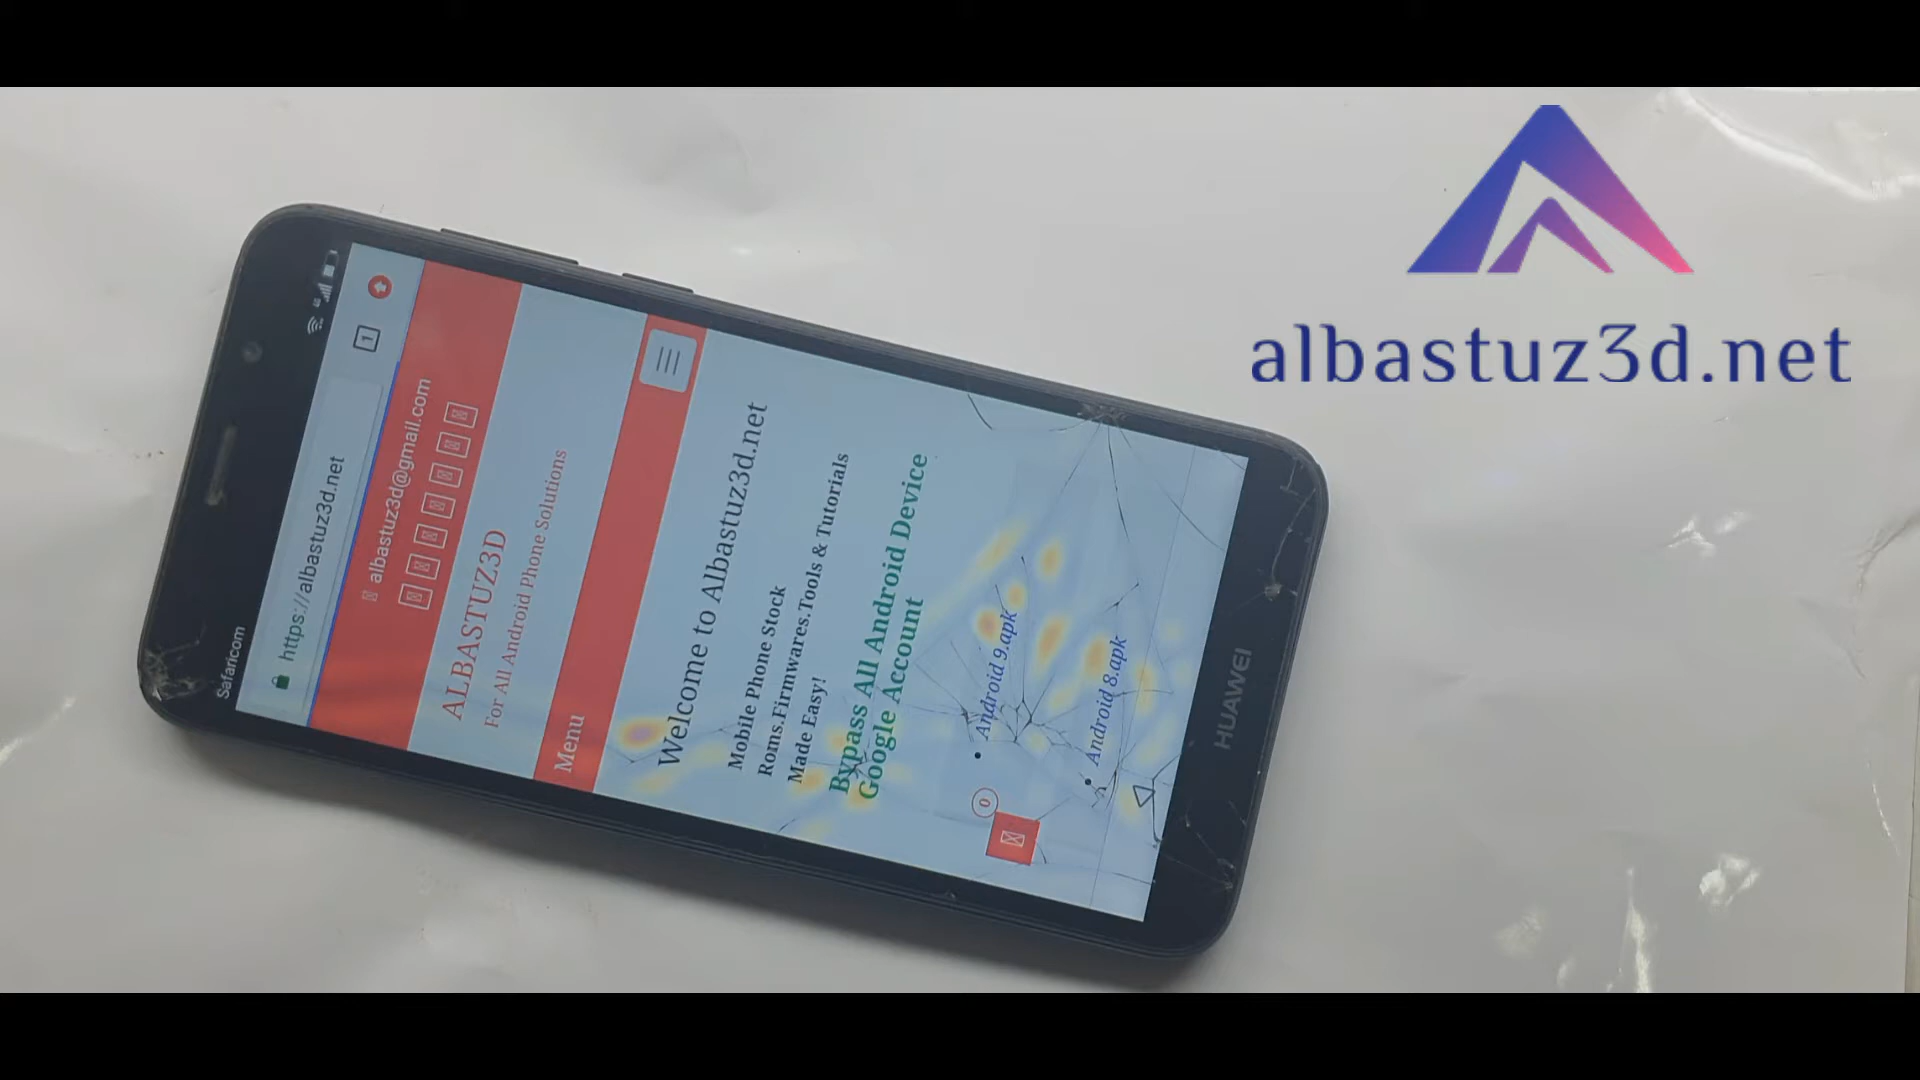 albastuz3d.net
Safaricom
1
https://albastuz3d.net
albastuz3d@gmail.com
ALBASTUZ3D
For All Android Phone Solutions
Menu
Welcome to Albastuz3d.net
Mobile Phone Stock
Roms.Firmwares.Tools & Tutorials
Made Easy!
Bypass All Android Device
Google Account
Android 9.apk
0
Android 8.apk
HUAWEI